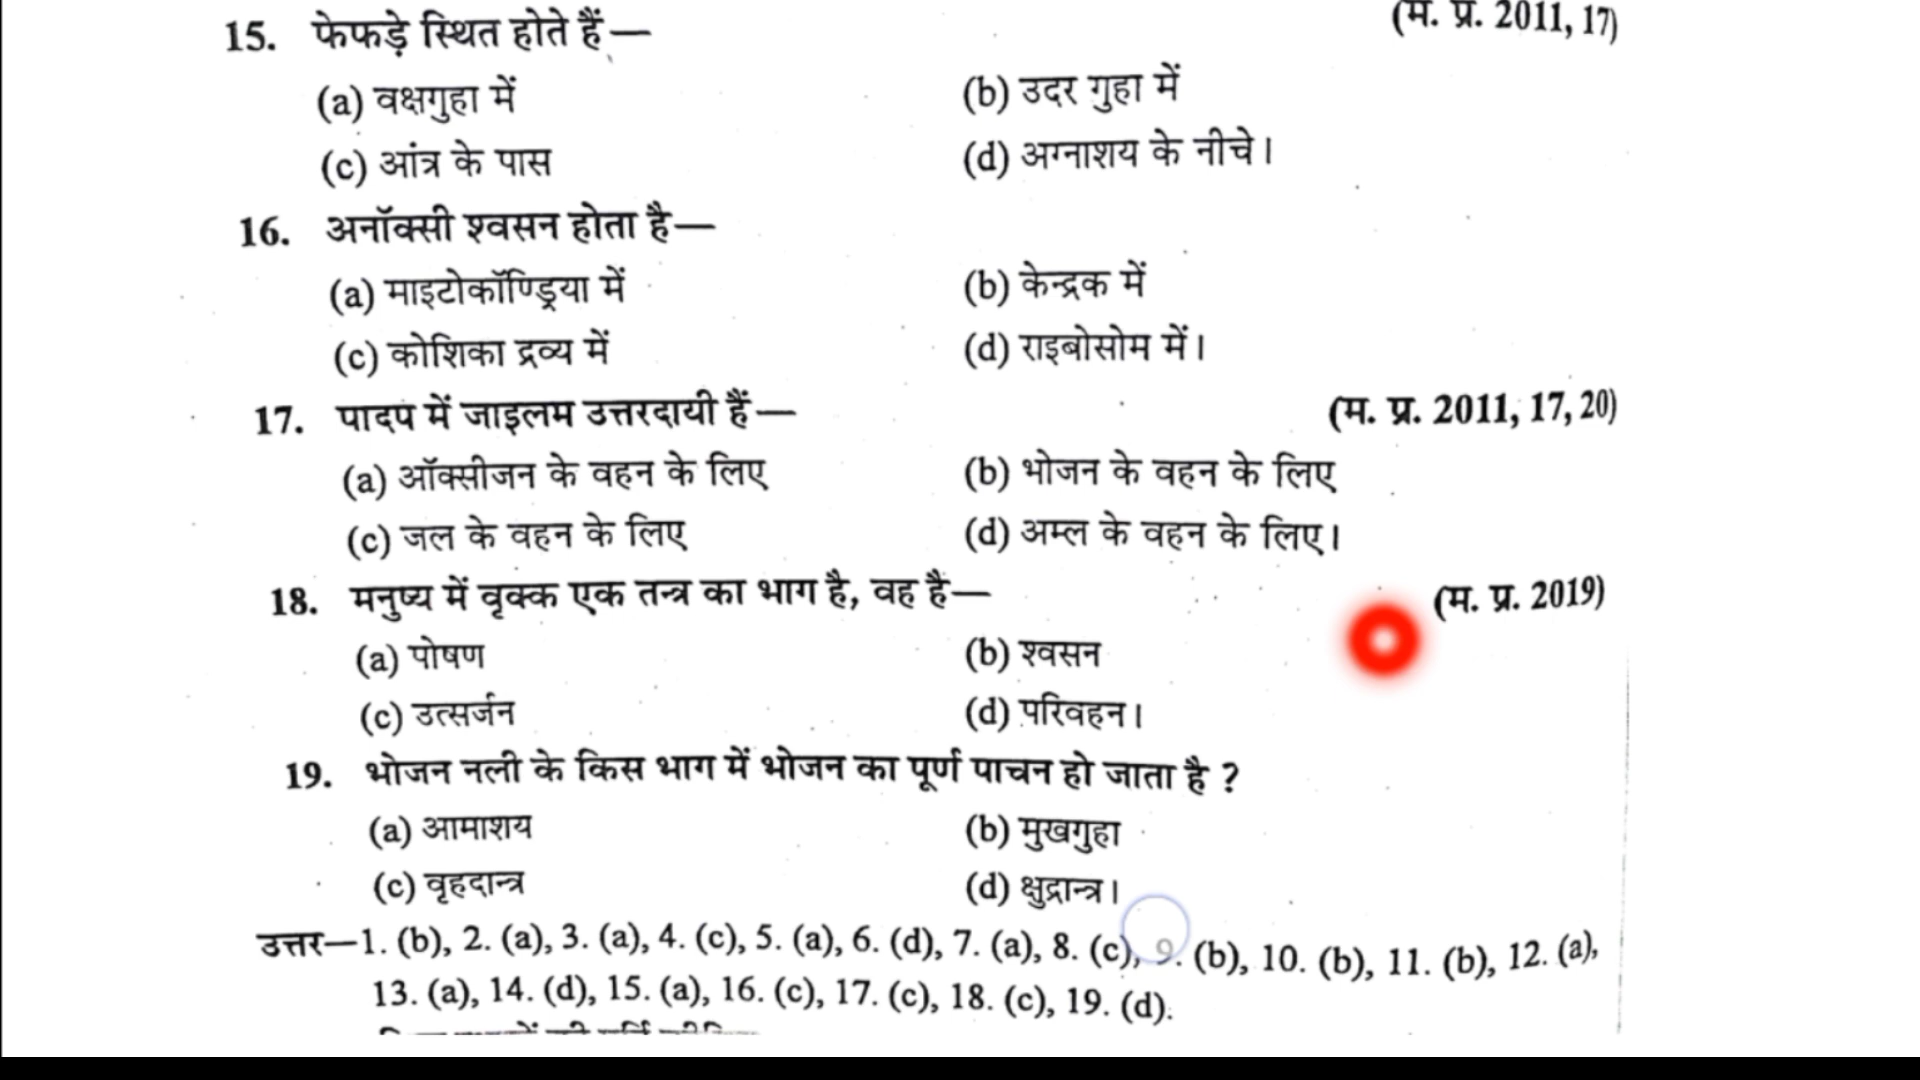 15. फेफड़े स्थित होते हैं— (म. प्र. 2011, 17)
(a) वक्षगुहा में (b) उदर गुहा में
(c) आंत्र के पास (d) अग्नाशय के नीचे।
16. अनॉक्सी श्वसन होता है—
(a) माइटोकॉण्ड्रिया में (b) केन्द्रक में
(c) कोशिका द्रव्य में (d) राइबोसोम में।
17. पादप में जाइलम उत्तरदायी हैं— (म. प्र. 2011, 17, 20)
(a) ऑक्सीजन के वहन के लिए (b) भोजन के वहन के लिए
(c) जल के वहन के लिए (d) अम्ल के वहन के लिए।
18. मनुष्य में वृक्क एक तन्त्र का भाग है, वह है— (म. प्र. 2019)
(a) पोषण (b) श्वसन
(c) उत्सर्जन (d) परिवहन।
19. भोजन नली के किस भाग में भोजन का पूर्ण पाचन हो जाता है ?
(a) आमाशय (b) मुखगुहा
(c) वृहदान्त्र (d) क्षुद्रान्त्र।
उत्तर—1. (b), 2. (a), 3. (a), 4. (c), 5. (a), 6. (d), 7. (a), 8. (c), 9. (b), 10. (b), 11. (b), 12. (a),
13. (a), 14. (d), 15. (a), 16. (c), 17. (c), 18. (c), 19. (d).